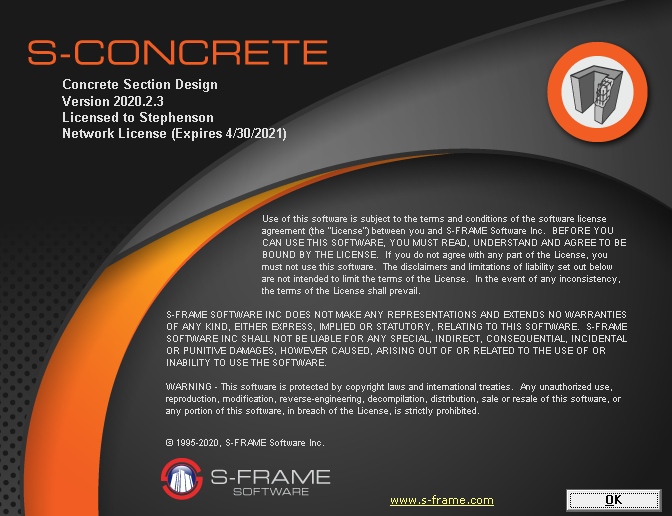 S-CONCRETE
Concrete Section Design
Version 2020.2.3
Licensed to Stephenson
Network License (Expires 4/30/2021)
Use of this software is subject to the terms and conditions of the software license
agreement (the "License") between you and S-FRAME Software Inc. BEFORE YOU
CAN USE THIS SOFTWARE, YOU MUST READ, UNDERSTAND AND AGREE TO BE
BOUND BY THE LICENSE. If you do not agree with any part of the License, you
must not use this software. The disclaimers and limitations of liability set out below
are not intended to limit the terms of the License. In the event of any inconsistency,
the terms of the License shall prevail.
S-FRAME SOFTWARE INC DOES NOT MAKE ANY REPRESENTATIONS AND EXTENDS NO WARRANTIES
OF ANY KIND, EITHER EXPRESS, IMPLIED OR STATUTORY, RELATING TO THIS SOFTWARE. S-FRAME
SOFTWARE INC SHALL NOT BE LIABLE FOR ANY SPECIAL, INDIRECT, CONSEQUENTIAL, INCIDENTAL
OR PUNITIVE DAMAGES, HOWEVER CAUSED, ARISING OUT OF OR RELATED TO THE USE OF OR
INABILITY TO USE THE SOFTWARE.
WARNING - This software is protected by copyright laws and international treaties. Any unauthorized use,
reproduction, modification, reverse-engineering, decompilation, distribution, sale or resale of this software, or
any portion of this software, in breach of the License, is strictly prohibited.
© 1995-2020, S-FRAME Software Inc.
S-FRAME
SOFTWARE
www.s-frame.com
OK